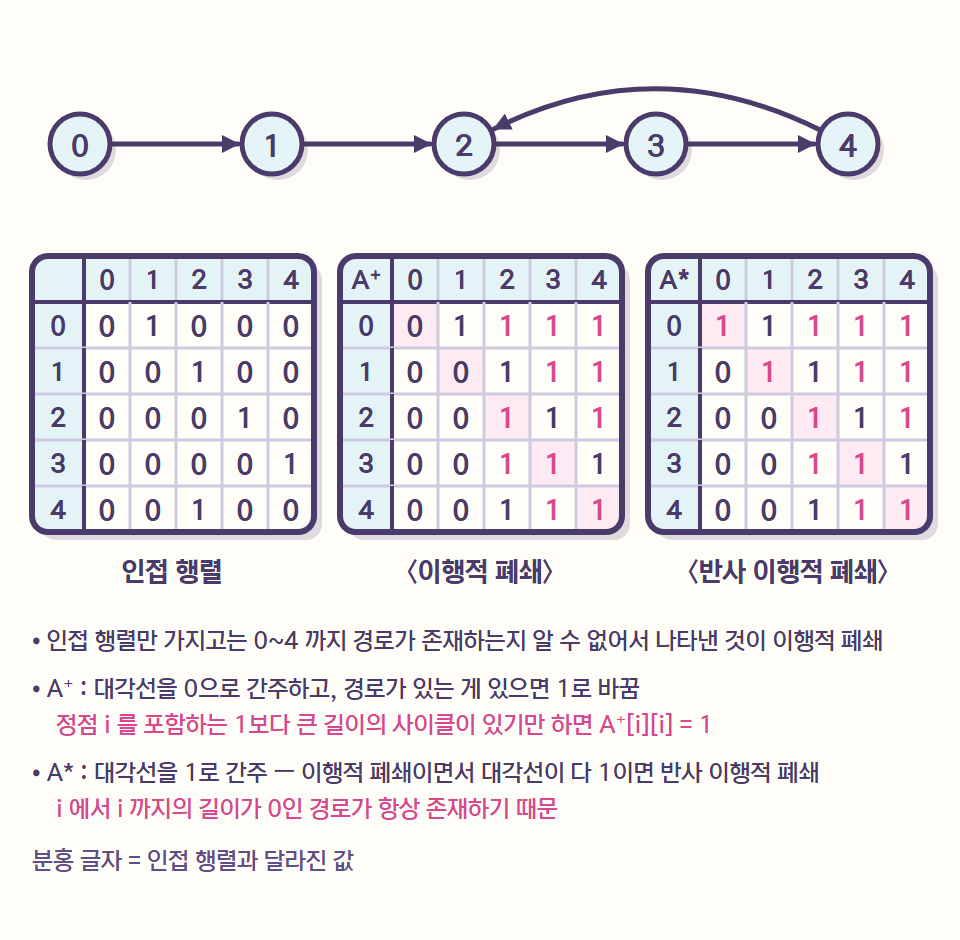 0 1 2 3 4
0 1 2 3 4
0 0 1 0 0 0
1 0 0 1 0 0
2 0 0 0 1 0
3 0 0 0 0 1
4 0 0 1 0 0
인접 행렬
A⁺ 0 1 2 3 4
0 0 1 1 1 1
1 0 0 1 1 1
2 0 0 1 1 1
3 0 0 1 1 1
4 0 0 1 1 1
〈이행적 폐쇄〉
A* 0 1 2 3 4
0 1 1 1 1 1
1 0 1 1 1 1
2 0 0 1 1 1
3 0 0 1 1 1
4 0 0 1 1 1
〈반사 이행적 폐쇄〉
• 인접 행렬만 가지고는 0~4 까지 경로가 존재하는지 알 수 없어서 나타낸 것이 이행적 폐쇄
• A⁺ : 대각선을 0으로 간주하고, 경로가 있는 게 있으면 1로 바꿈
정점 i 를 포함하는 1보다 큰 길이의 사이클이 있기만 하면 A⁺[i][i] = 1
• A* : 대각선을 1로 간주 — 이행적 폐쇄이면서 대각선이 다 1이면 반사 이행적 폐쇄
i 에서 i 까지의 길이가 0인 경로가 항상 존재하기 때문
분홍 글자 = 인접 행렬과 달라진 값